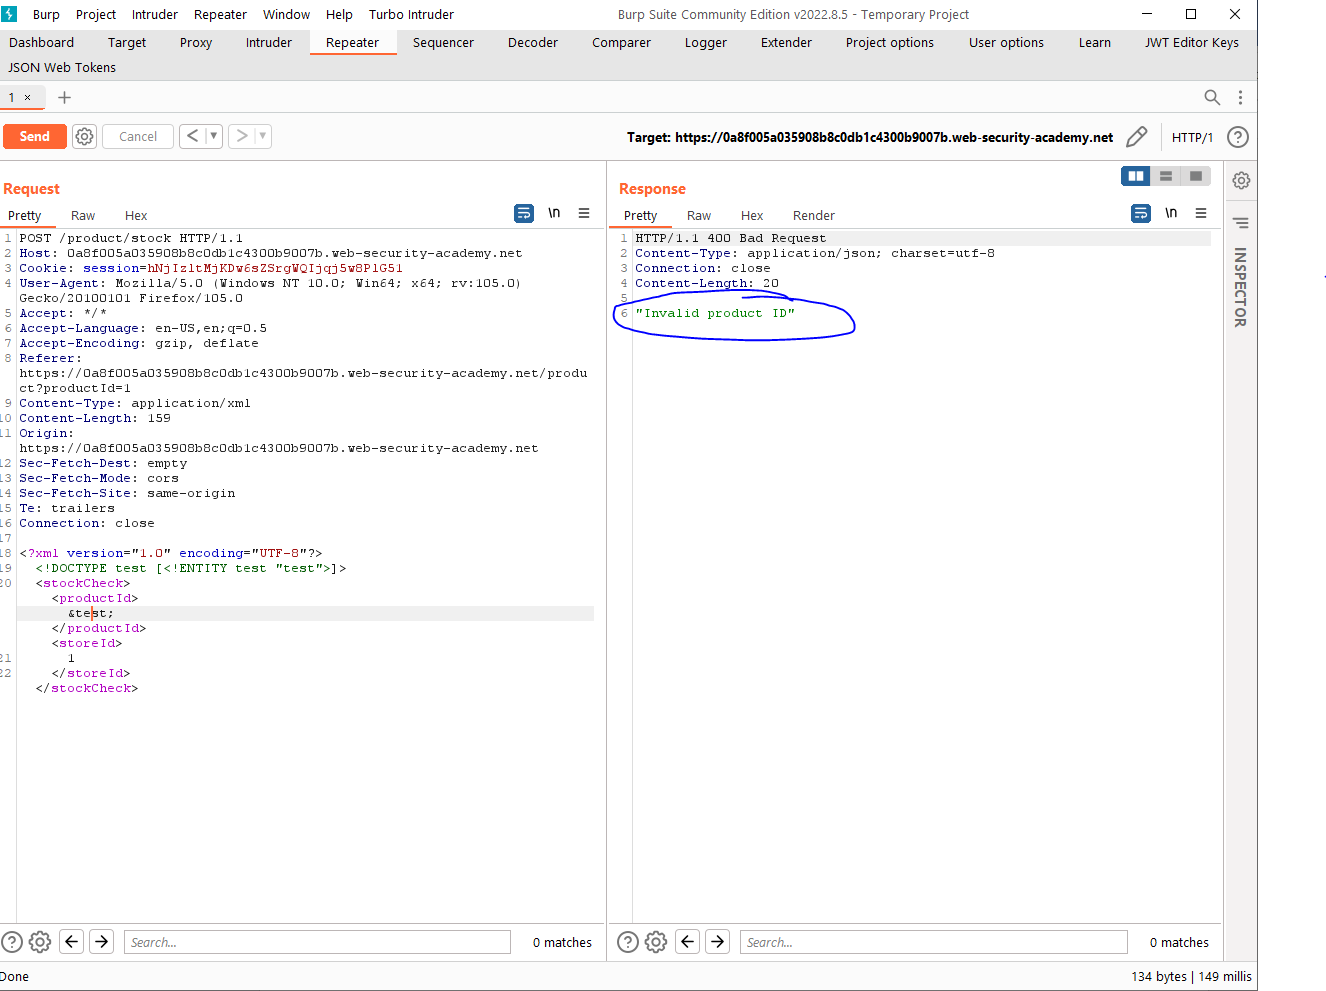 Burp Project Intruder Repeater Window Help Turbo Intruder Burp Suite Community Edition v2022.8.5 - Temporary Project
Dashboard Target Proxy Intruder Repeater Sequencer Decoder Comparer Logger Extender Project options User options Learn JWT Editor Keys
JSON Web Tokens
1 ×
Send Cancel Target: https://0a8f005a035908b8c0db1c4300b9007b.web-security-academy.net HTTP/1
Request
Pretty Raw Hex \n
1 POST /product/stock HTTP/1.1
2 Host: 0a8f005a035908b8c0db1c4300b9007b.web-security-academy.net
3 Cookie: session=hNjIzltMjKDw6sZSrgWQIjqj5w8PlG51
4 User-Agent: Mozilla/5.0 (Windows NT 10.0; Win64; x64; rv:105.0)
Gecko/20100101 Firefox/105.0
5 Accept: */*
6 Accept-Language: en-US,en;q=0.5
7 Accept-Encoding: gzip, deflate
8 Referer:
https://0a8f005a035908b8c0db1c4300b9007b.web-security-academy.net/produ
ct?productId=1
9 Content-Type: application/xml
10 Content-Length: 159
11 Origin:
https://0a8f005a035908b8c0db1c4300b9007b.web-security-academy.net
12 Sec-Fetch-Dest: empty
13 Sec-Fetch-Mode: cors
14 Sec-Fetch-Site: same-origin
15 Te: trailers
16 Connection: close
17
18 <?xml version="1.0" encoding="UTF-8"?>
19 <!DOCTYPE test [<!ENTITY test "test">]>
20 <stockCheck>
<productId>
&test;
</productId>
<storeId>
21 1
22 </storeId>
</stockCheck>
Search... 0 matches
Response
Pretty Raw Hex Render \n
1 HTTP/1.1 400 Bad Request
2 Content-Type: application/json; charset=utf-8
3 Connection: close
4 Content-Length: 20
5
6 "Invalid product ID"
Search... 0 matches
INSPECTOR
Done 134 bytes | 149 millis